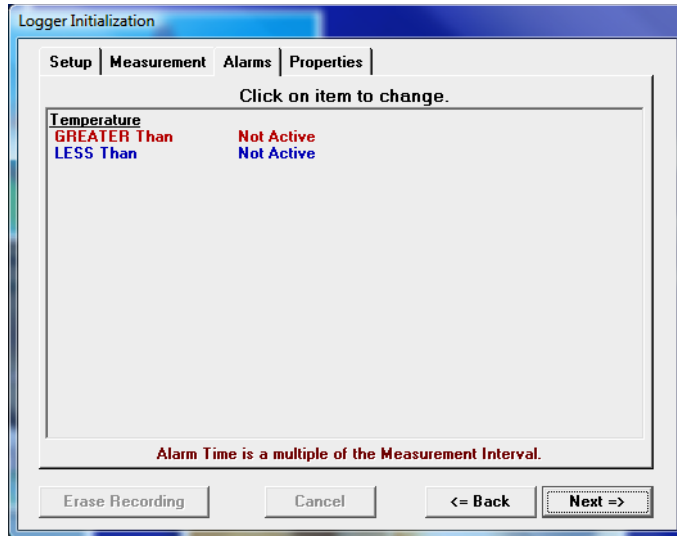 Logger Initialization
Setup Measurement Alarms Properties
Click on item to change.
Temperature
GREATER Than Not Active
LESS Than Not Active
Alarm Time is a multiple of the Measurement Interval.
Erase Recording Cancel <= Back Next =>